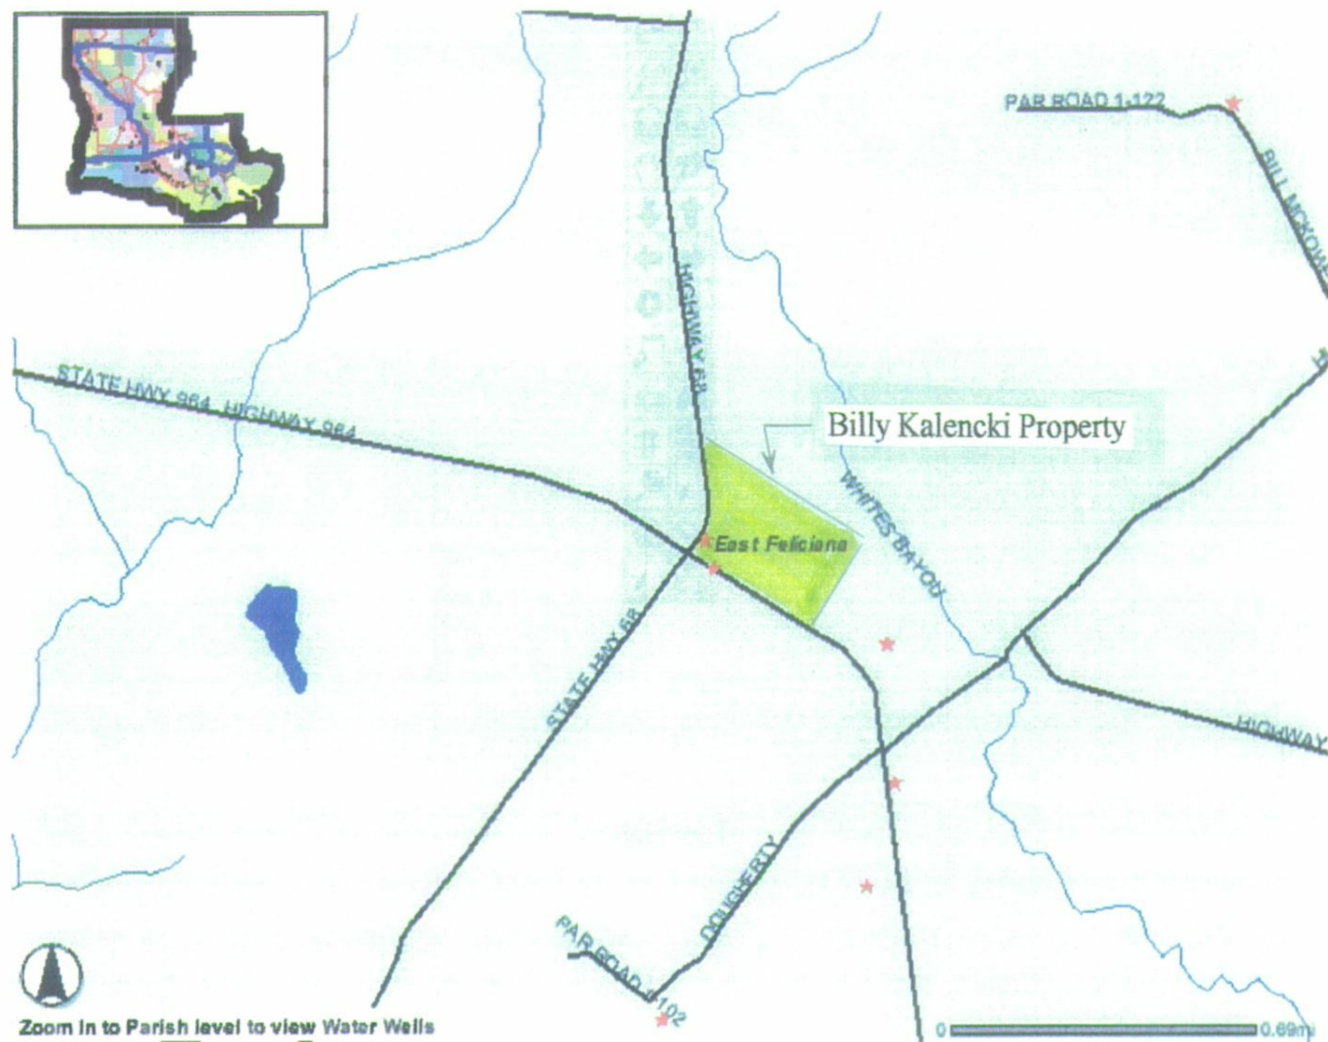 PAR ROAD 1-122
BILL MCKOWE
HIGHWAY 68
STATE HWY 964 HIGHWAY 964
Billy Kalencki Property
WHITES BAYOU
East Feliciana
STATE HWY 68
HIGHWAY
DOUGHERTY
PAR ROAD
102
Zoom in to Parish level to view Water Wells
0 0.69mi